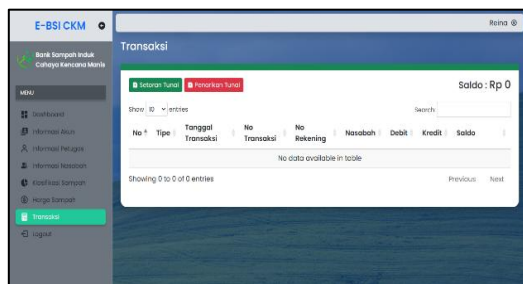 E-BSI CKM
Reina
Bank Sampah Induk
Cahaya Kencana Manis
Transaksi
MENU
Setoran Tunai
Penarikan Tunai
Saldo : Rp 0
Dashboard
Informasi Akun
Informasi Petugas
Informasi Nasabah
Klasifikasi Sampah
Harga Sampah
Transaksi
Logout
Show 10 entries
Search:
No Tipe Tanggal Transaksi No Transaksi No Rekening Nasabah Debit Kredit Saldo
No data available in table
Showing 0 to 0 of 0 entries
Previous Next